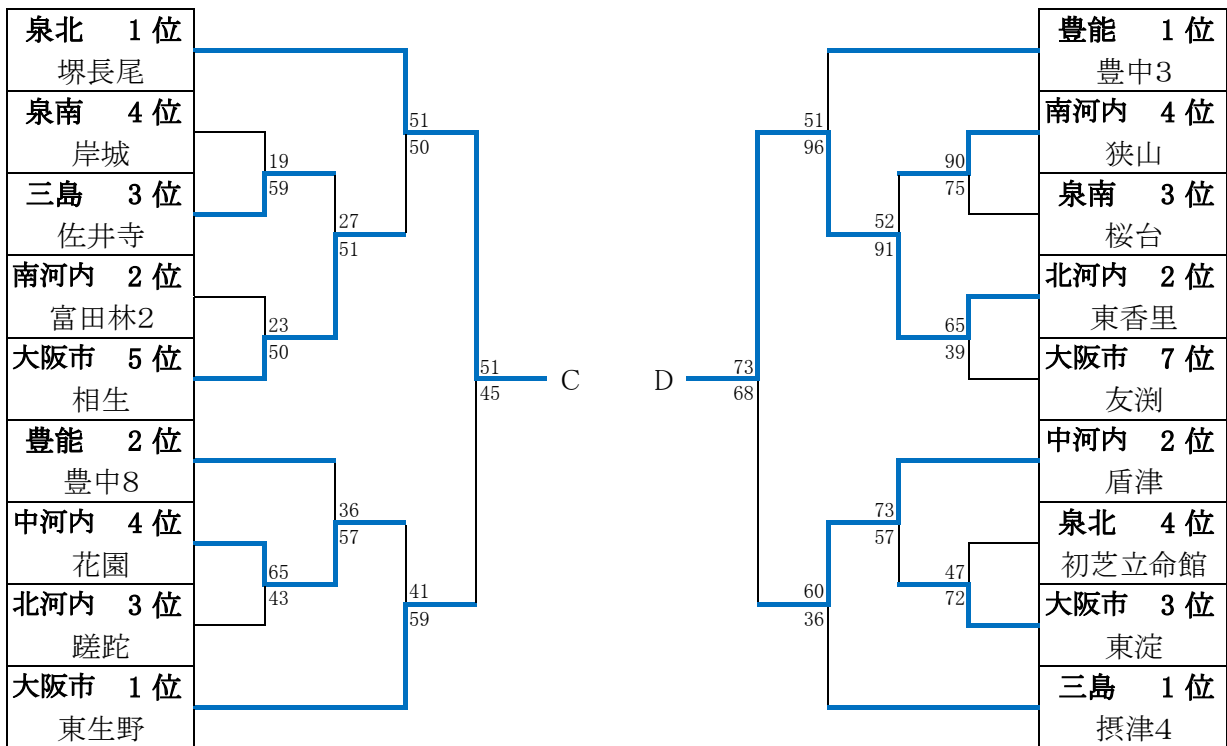 泉北 1 位
堺長尾
泉南 4 位
岸城
三島 3 位
佐井寺
南河内 2 位
富田林2
大阪市 5 位
相生
豊能 2 位
豊中8
中河内 4 位
花園
北河内 3 位
蹉跎
大阪市 1 位
東生野
19
59
23
50
65
43
27
51
36
57
51
50
41
59
51
45
C
D
73
68
51
96
60
36
52
91
73
57
90
75
65
39
47
72
豊能 1 位
豊中3
南河内 4 位
狭山
泉南 3 位
桜台
北河内 2 位
東香里
大阪市 7 位
友渕
中河内 2 位
盾津
泉北 4 位
初芝立命館
大阪市 3 位
東淀
三島 1 位
摂津4